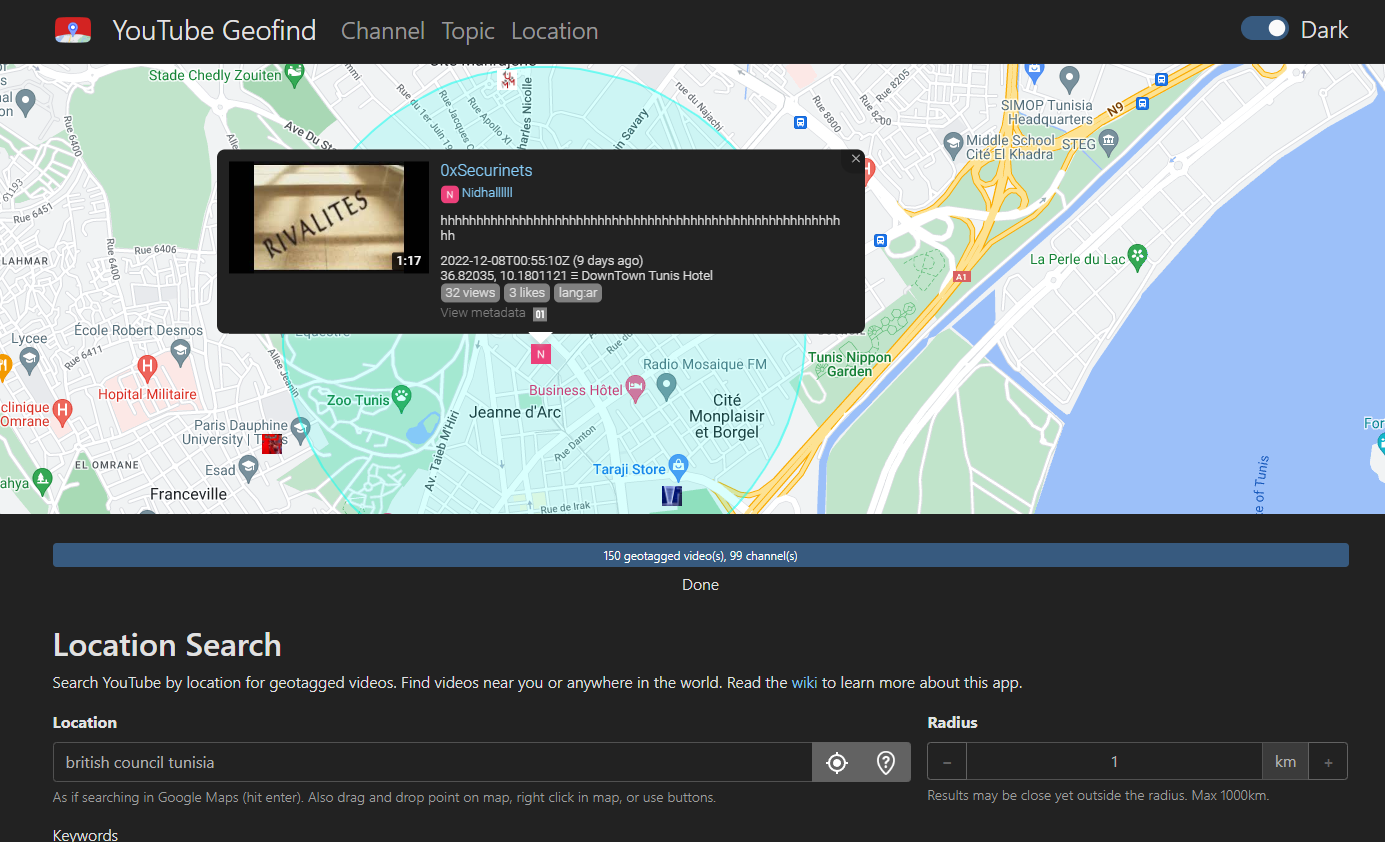 YouTube Geofind
Channel
Topic
Location
Dark
Stade Chedly Zouiten
Rue 6400
Rue du 1er Juin
Rue Jacques
Rue Apollo XI
Charles Nicolle
Savary
rue du Najachi
Rue 8800
Rue 8205
SIMOP Tunisia
Headquarters
N9
Middle School
Cité El Khadra
STEG
61193
Rue 6451
Rue 6406
LAHMAR
La Perle du Lac
A1
0xSecurinets
N Nidhallllll
hhhhhhhhhhhhhhhhhhhhhhhhhhhhhhhhhhhhhhhhhhhhhhhhhhhhhhhh
hh
RIVALITES
1:17
2022-12-08T00:55:10Z (9 days ago)
36.82035, 10.1801121 Ξ DownTown Tunis Hotel
32 views
3 likes
lang:ar
View metadata 01
École Robert Desnos
Lycee
Rue 6411
Allée Jeanin
Hopital Militaire
clinique
Omrane
Paris Dauphine
University | T
EL OMRANE
Esad
Franceville
Zoo Tunis
Av. Taieb M'Hiri
N
Business Hôtel
Jeanne d'Arc
Radio Mosaique FM
Cité
Monplaisir
et Borgel
Rue Danton
Taraji Store
Rue de Irak
Tunis Nippon
Garden
e of Tunis
150 geotagged video(s), 99 channel(s)
Done
Location Search
Search YouTube by location for geotagged videos. Find videos near you or anywhere in the world. Read the wiki to learn more about this app.
Location
Radius
british council tunisia
− 1 km +
As if searching in Google Maps (hit enter). Also drag and drop point on map, right click in map, or use buttons.
Results may be close yet outside the radius. Max 1000km.
Keywords